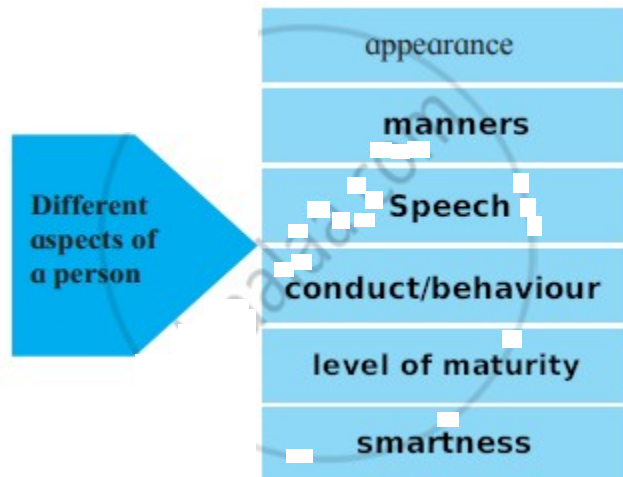 Different
aspects of
a person
appearance
manners
Speech
conduct/behaviour
level of maturity
smartness